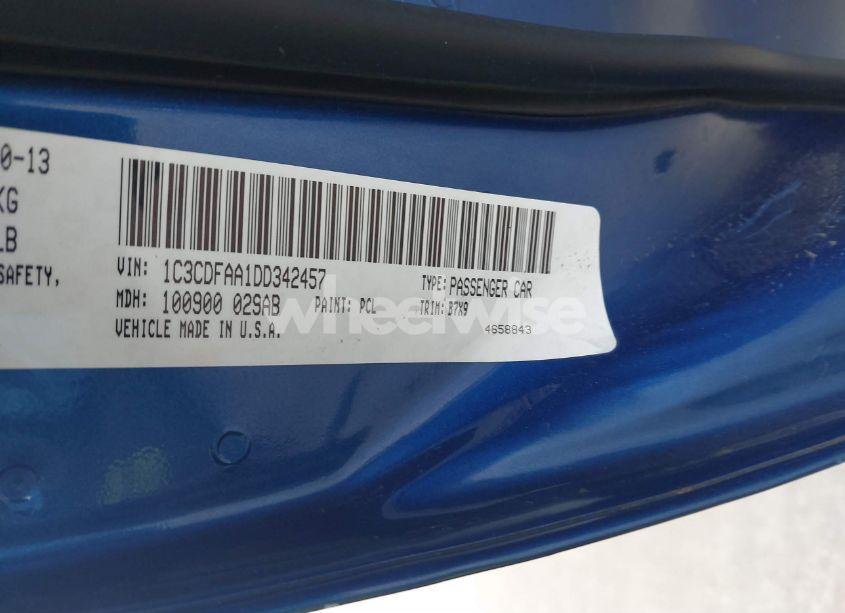 0-13
KG
LB
SAFETY,
VIN: 1C3CDFAA1DD342457 TYPE: PASSENGER CAR
MDH: 100900 029AB PAINT: PCL TRIM: B7X9
VEHICLE MADE IN U.S.A. 4658843
wheelwise